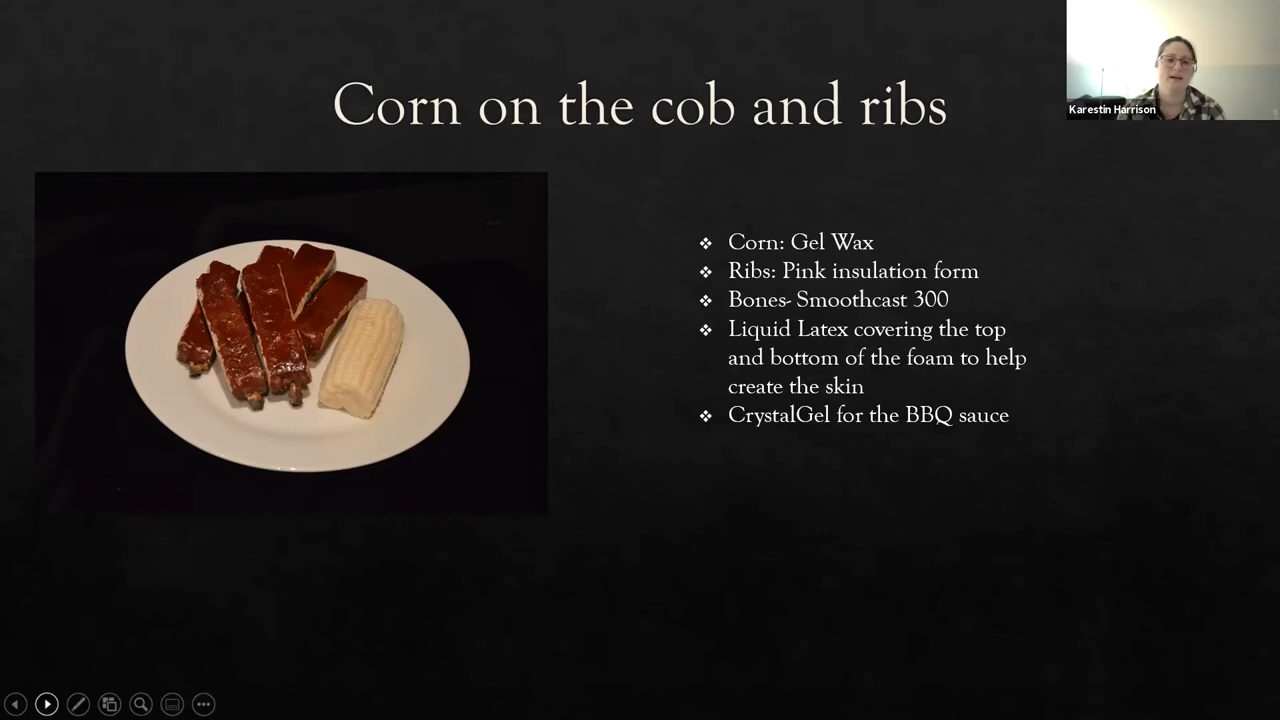 Corn on the cob and ribs
Karestin Harrison
❖ Corn: Gel Wax
❖ Ribs: Pink insulation form
❖ Bones- Smoothcast 300
❖ Liquid Latex covering the top
and bottom of the foam to help
create the skin
❖ CrystalGel for the BBQ sauce